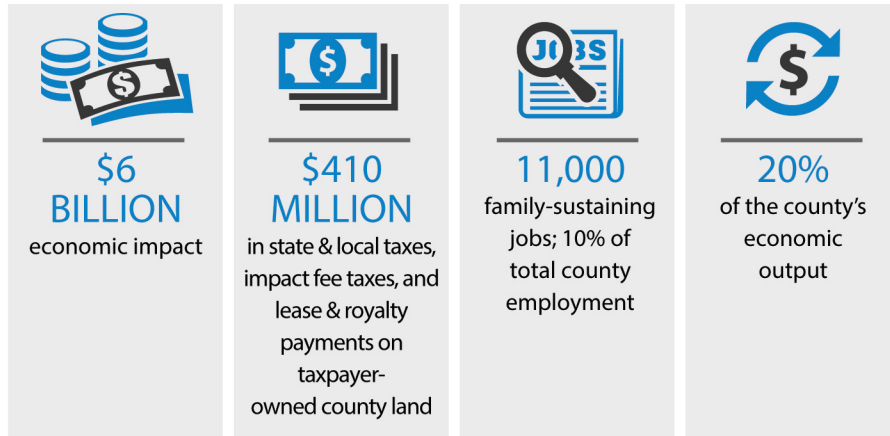 $6
BILLION
economic impact
$
$
$410
MILLION
in state & local taxes,
impact fee taxes, and
lease & royalty
payments on
taxpayer-
owned county land
JOBS
11,000
family-sustaining
jobs; 10% of
total county
employment
$
20%
of the county's
economic
output